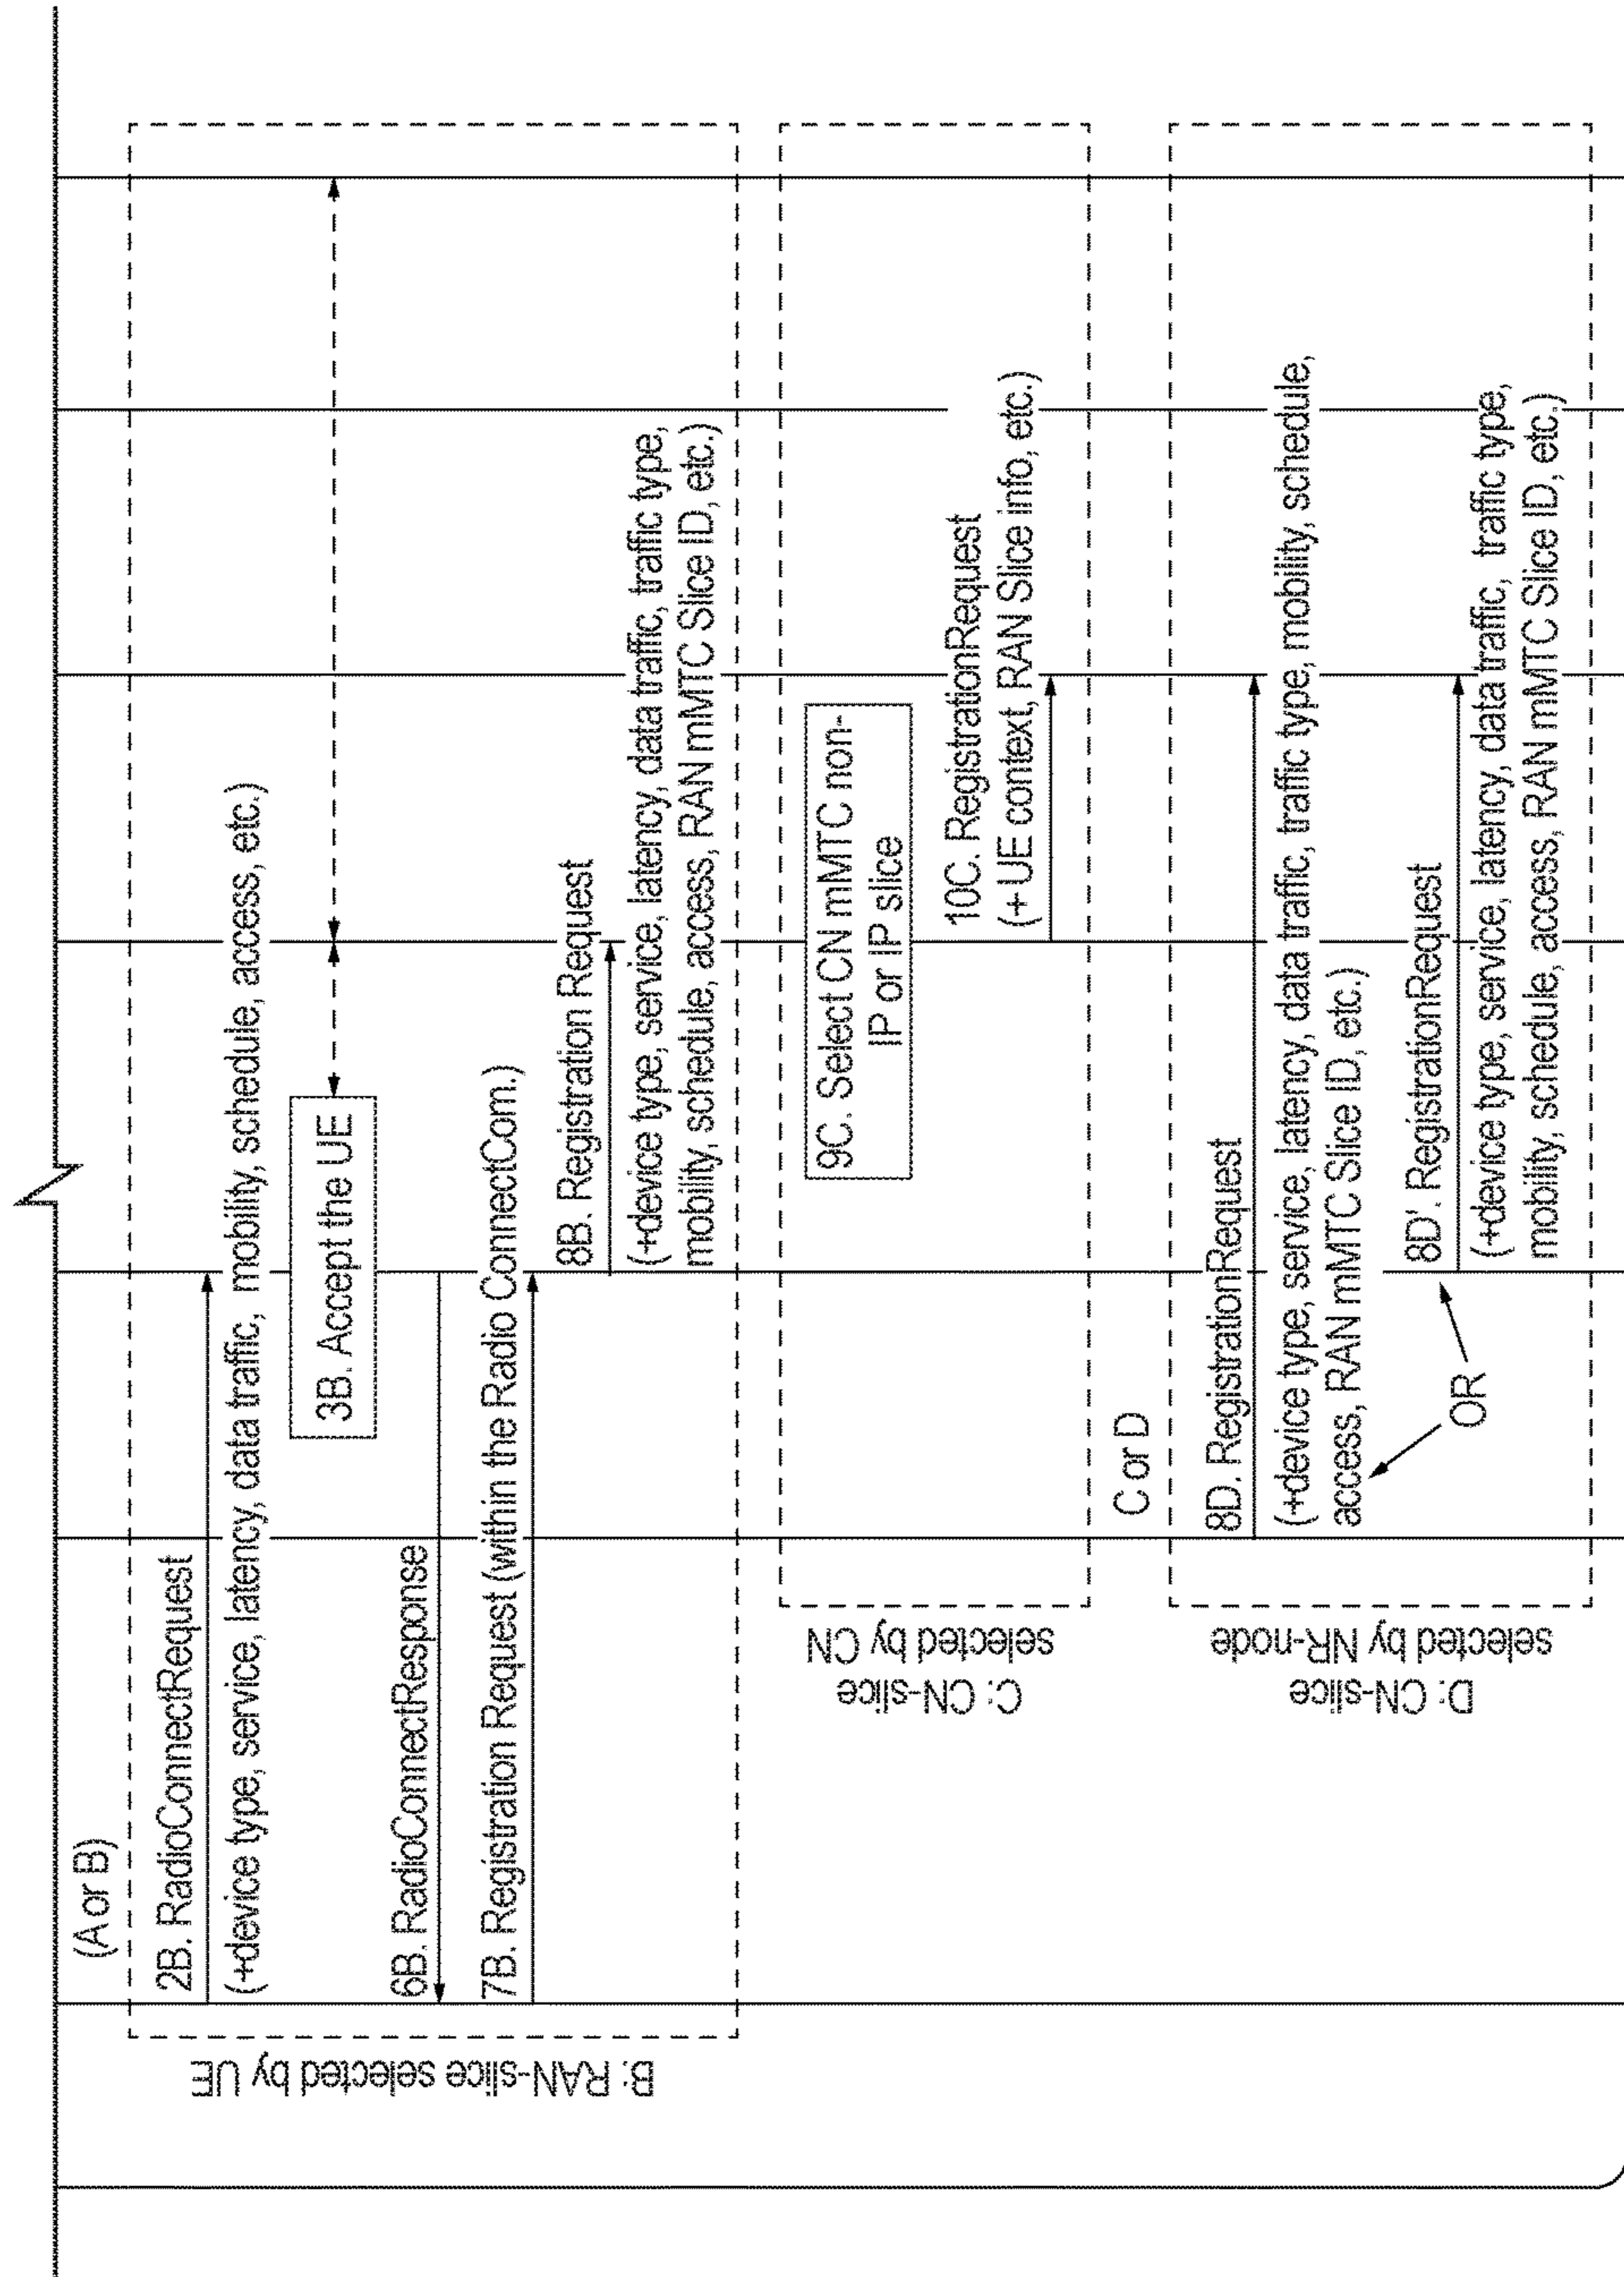 (A or B)
2B. RadioConnectRequest
(+device type, service, latency, data traffic, mobility, schedule, access, etc.)
3B. Accept the UE
6B. RadioConnectResponse
7B. Registration Request (within the Radio ConnectCom.)
8B. Registration Request
(+device type, service, latency, data traffic, traffic type,
mobility, schedule, access, RAN mMTC Slice ID, etc.)
B: RAN-slice selected by UE
9C. Select CN mMTC non-
IP or IP slice
10C. RegistrationRequest
(+ UE context, RAN Slice info, etc.)
C: CN-slice
selected by CN
C or D
8D. RegistrationRequest
(+device type, service, latency, data traffic, traffic type, mobility, schedule,
access, RAN mMTC Slice ID, etc.)
OR
8D'. RegistrationRequest
(+device type, service, latency, data traffic, traffic type,
mobility, schedule, access, RAN mMTC Slice ID, etc.)
D: CN-slice
selected by NR-node